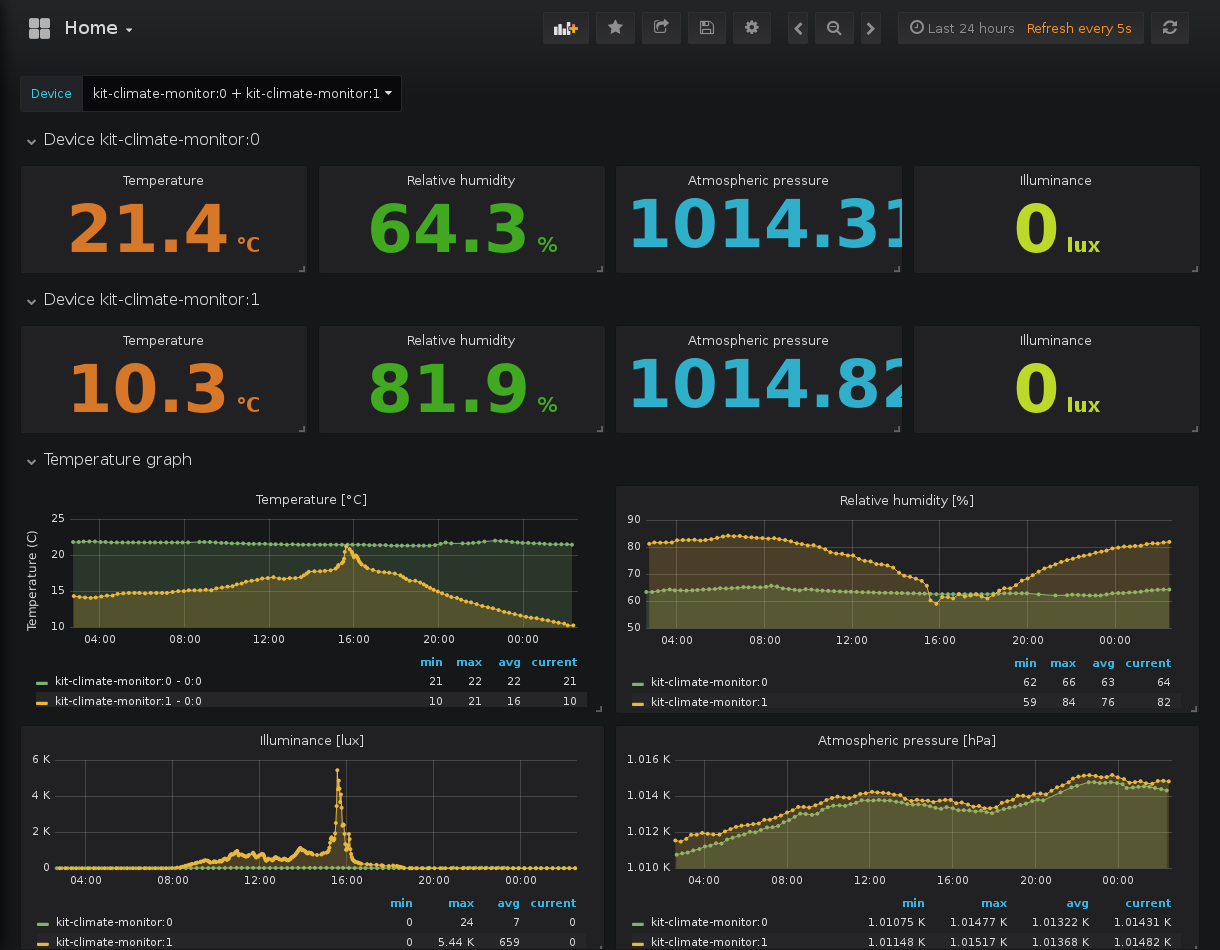 Home
Last 24 hours Refresh every 5s
Device kit-climate-monitor:0 + kit-climate-monitor:1
Device kit-climate-monitor:0
Temperature Relative humidity Atmospheric pressure Illuminance
21.4 °C 64.3 % 1014.31 0 lux
Device kit-climate-monitor:1
Temperature Relative humidity Atmospheric pressure Illuminance
10.3 °C 81.9 % 1014.82 0 lux
Temperature graph
Temperature [°C]
Temperature (C)
25
20
15
10
04:00 08:00 12:00 16:00 20:00 00:00
min max avg current
kit-climate-monitor:0 - 0:0 21 22 22 21
kit-climate-monitor:1 - 0:0 10 21 16 10
Relative humidity [%]
90
80
70
60
50
04:00 08:00 12:00 16:00 20:00 00:00
min max avg current
kit-climate-monitor:0 62 66 63 64
kit-climate-monitor:1 59 84 76 82
Illuminance [lux]
6 K
4 K
2 K
0
04:00 08:00 12:00 16:00 20:00 00:00
min max avg current
kit-climate-monitor:0 0 24 7 0
kit-climate-monitor:1 0 5.44 K 659 0
Atmospheric pressure [hPa]
1.016 K
1.014 K
1.012 K
1.010 K
04:00 08:00 12:00 16:00 20:00 00:00
min max avg current
kit-climate-monitor:0 1.01075 K 1.01477 K 1.01322 K 1.01431 K
kit-climate-monitor:1 1.01148 K 1.01517 K 1.01368 K 1.01482 K